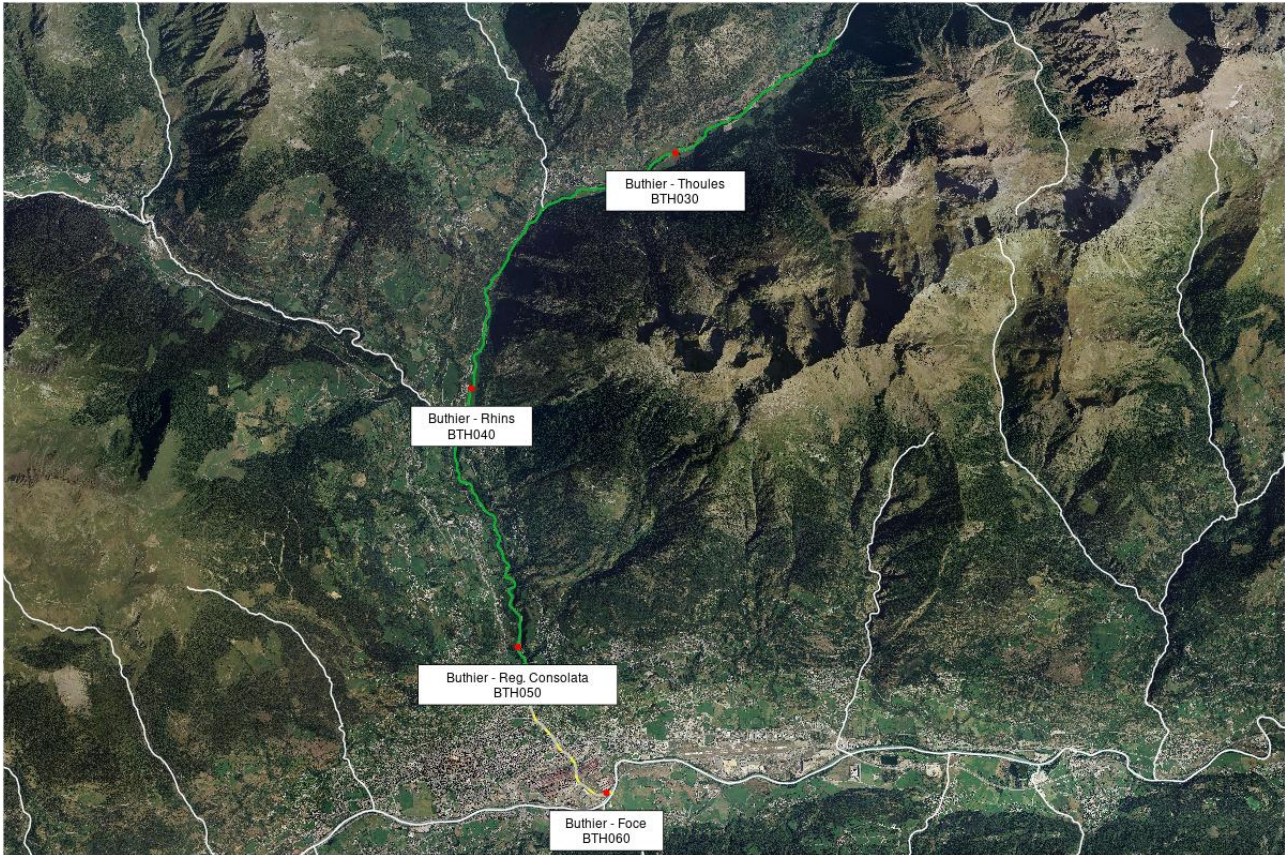 Buthier - Thoules
BTH030
Buthier - Rhins
BTH040
Buthier - Reg. Consolata
BTH050
Buthier - Foce
BTH060